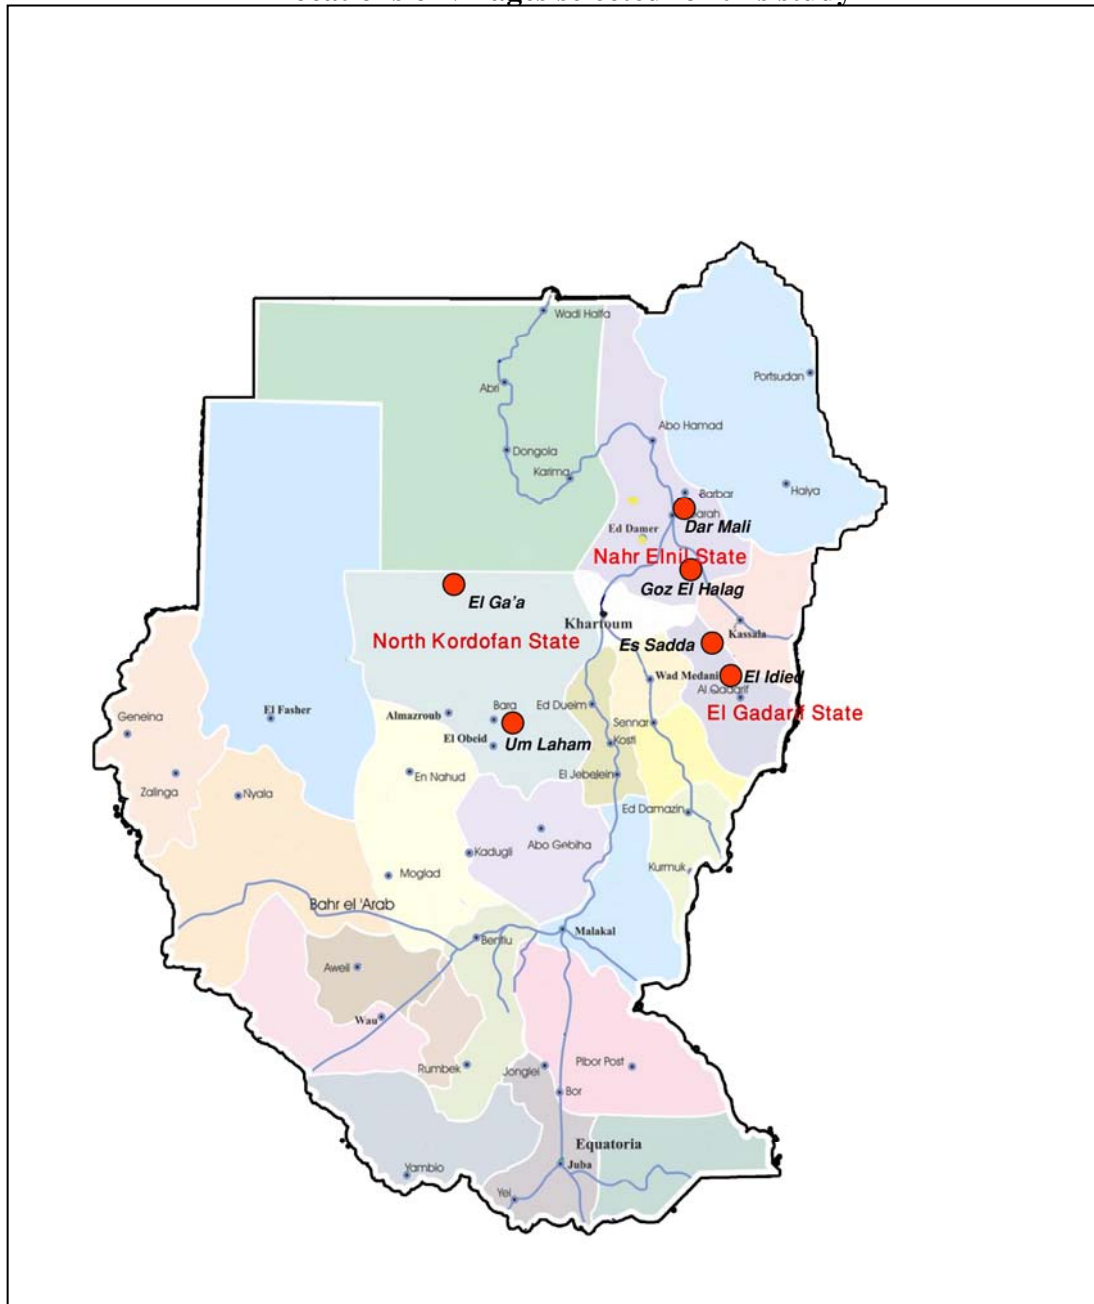 Wadi Halfa
Portsudan
Abri
Abo Hamad
Dongola
Karima
Haiya
Barbar
Ed Damer
Dar Mali
Nahr Elnil State
Goz El Halag
El Ga'a
Khartoum
Kassala
North Kordofan State
Es Sadda
Wad Medani
El Idied
Al Qadarif
El Gadarif State
Bara
Ed Dueim
Almazroub
El Fasher
Geneina
Sennar
El Obeid
Um Laham
Kosti
En Nahud
El Jebelein
Zalinga
Nyala
Ed Damazin
Abo Gebiha
Kadugli
Kurmuk
Moglad
Bahr el 'Arab
Malakal
Bentiu
Aweil
Wau
Pibor Post
Rumbek
Jonglei
Bor
Equatoria
Juba
Yambio
Yei